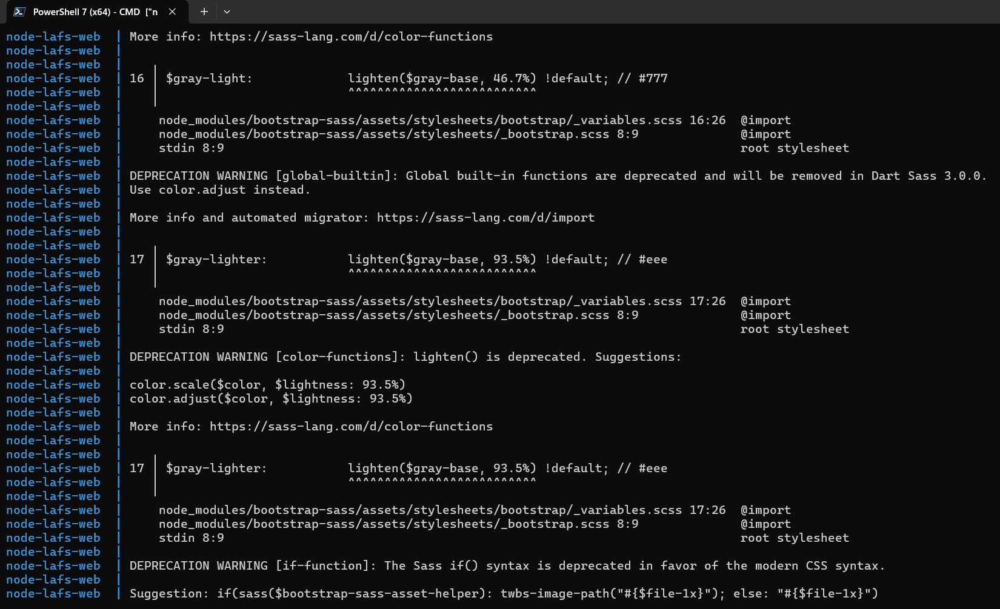 PowerShell 7 (x64) - CMD ["n
node-lafs-web | More info: https://sass-lang.com/d/color-functions
node-lafs-web |
node-lafs-web |
node-lafs-web | 16 │ $gray-light: lighten($gray-base, 46.7%) !default; // #777
node-lafs-web | │ ^^^^^^^^^^^^^^^^^^^^^^^^^^
node-lafs-web |
node-lafs-web | node_modules/bootstrap-sass/assets/stylesheets/bootstrap/_variables.scss 16:26 @import
node-lafs-web | node_modules/bootstrap-sass/assets/stylesheets/_bootstrap.scss 8:9 @import
node-lafs-web | stdin 8:9 root stylesheet
node-lafs-web |
node-lafs-web | DEPRECATION WARNING [global-builtin]: Global built-in functions are deprecated and will be removed in Dart Sass 3.0.0.
node-lafs-web | Use color.adjust instead.
node-lafs-web |
node-lafs-web | More info and automated migrator: https://sass-lang.com/d/import
node-lafs-web |
node-lafs-web |
node-lafs-web | 17 │ $gray-lighter: lighten($gray-base, 93.5%) !default; // #eee
node-lafs-web | │ ^^^^^^^^^^^^^^^^^^^^^^^^^^
node-lafs-web |
node-lafs-web | node_modules/bootstrap-sass/assets/stylesheets/bootstrap/_variables.scss 17:26 @import
node-lafs-web | node_modules/bootstrap-sass/assets/stylesheets/_bootstrap.scss 8:9 @import
node-lafs-web | stdin 8:9 root stylesheet
node-lafs-web |
node-lafs-web | DEPRECATION WARNING [color-functions]: lighten() is deprecated. Suggestions:
node-lafs-web |
node-lafs-web | color.scale($color, $lightness: 93.5%)
node-lafs-web | color.adjust($color, $lightness: 93.5%)
node-lafs-web |
node-lafs-web | More info: https://sass-lang.com/d/color-functions
node-lafs-web |
node-lafs-web |
node-lafs-web | 17 │ $gray-lighter: lighten($gray-base, 93.5%) !default; // #eee
node-lafs-web | │ ^^^^^^^^^^^^^^^^^^^^^^^^^^
node-lafs-web |
node-lafs-web | node_modules/bootstrap-sass/assets/stylesheets/bootstrap/_variables.scss 17:26 @import
node-lafs-web | node_modules/bootstrap-sass/assets/stylesheets/_bootstrap.scss 8:9 @import
node-lafs-web | stdin 8:9 root stylesheet
node-lafs-web |
node-lafs-web | DEPRECATION WARNING [if-function]: The Sass if() syntax is deprecated in favor of the modern CSS syntax.
node-lafs-web |
node-lafs-web | Suggestion: if(sass($bootstrap-sass-asset-helper): twbs-image-path("#{$file-1x}"); else: "#{$file-1x}")